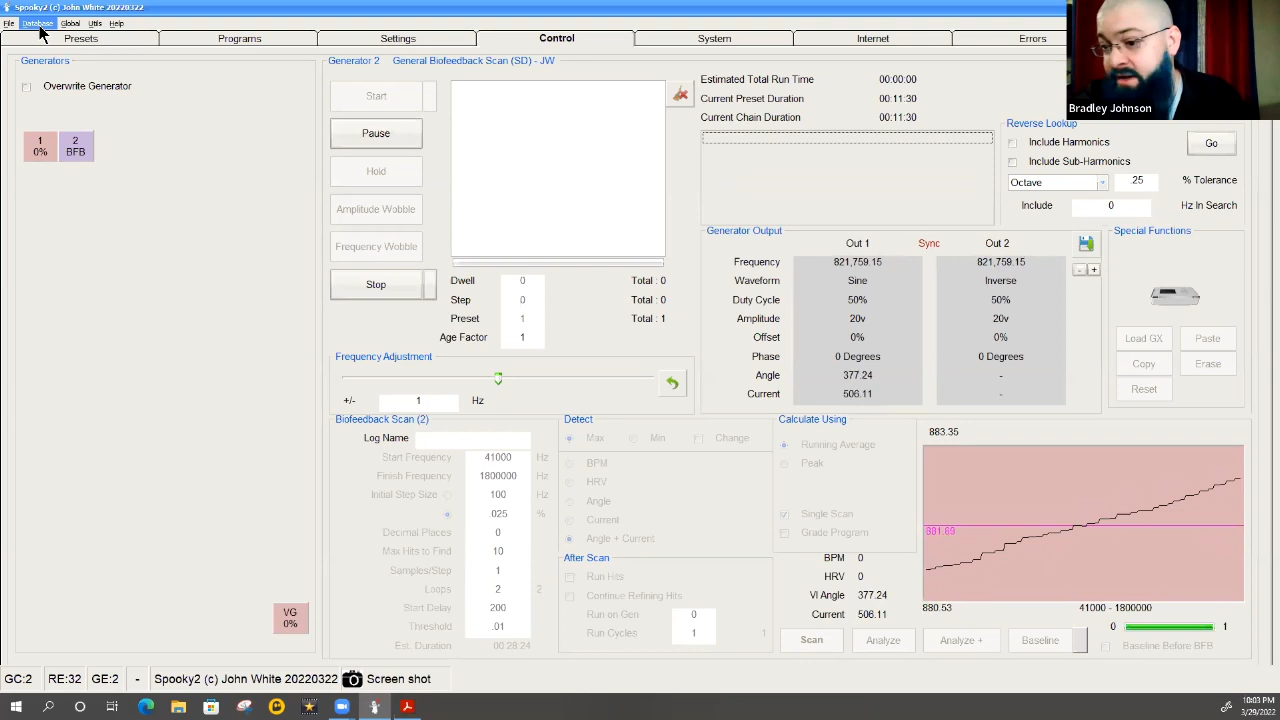 Spooky2 (c) John White 20220322
File Database Global Utils Help
Presets Programs Settings Control System Internet Errors
Bradley Johnson
Generators
Overwrite Generator
1 0%
2 BFB
VG 0%
Generator 2 General Biofeedback Scan (SD) - JW
Start
Pause
Hold
Amplitude Wobble
Frequency Wobble
Stop
Dwell 0 Total : 0
Step 0 Total : 0
Preset 1 Total : 1
Age Factor 1
Frequency Adjustment
+/- 1 Hz
Estimated Total Run Time 00:00:00
Current Preset Duration 00:11:30
Current Chain Duration 00:11:30
Reverse Lookup
Include Harmonics Go
Include Sub-Harmonics
Octave .25 % Tolerance
Include 0 Hz In Search
Generator Output
Out 1 Sync Out 2
Frequency 821,759.15 821,759.15
Waveform Sine Inverse
Duty Cycle 50% 50%
Amplitude 20v 20v
Offset 0% 0%
Phase 0 Degrees 0 Degrees
Angle 377.24 -
Current 506.11 -
- +
Special Functions
Load GX Paste
Copy Erase
Reset
Biofeedback Scan (2)
Log Name
Start Frequency 41000 Hz
Finish Frequency 1800000 Hz
Initial Step Size 100 Hz
.025 %
Decimal Places 0
Max Hits to Find 10
Samples/Step 1
Loops 2 2
Start Delay 200
Threshold .01
Est. Duration 00:28:24
Detect
Max Min Change
BPM
HRV
Angle
Current
Angle + Current
After Scan
Run Hits
Continue Refining Hits
Run on Gen 0
Run Cycles 1 1
Calculate Using
Running Average
Peak
Single Scan
Grade Program
BPM 0
HRV 0
VI Angle 377.24
Current 506.11
883.35
881.89
880.53 41000 - 1800000
0 1
Scan Analyze Analyze + Baseline
Baseline Before BFB
GC:2 RE:32 GE:2 - Spooky2 (c) John White 20220322 Screen shot
10:03 PM
3/29/2022